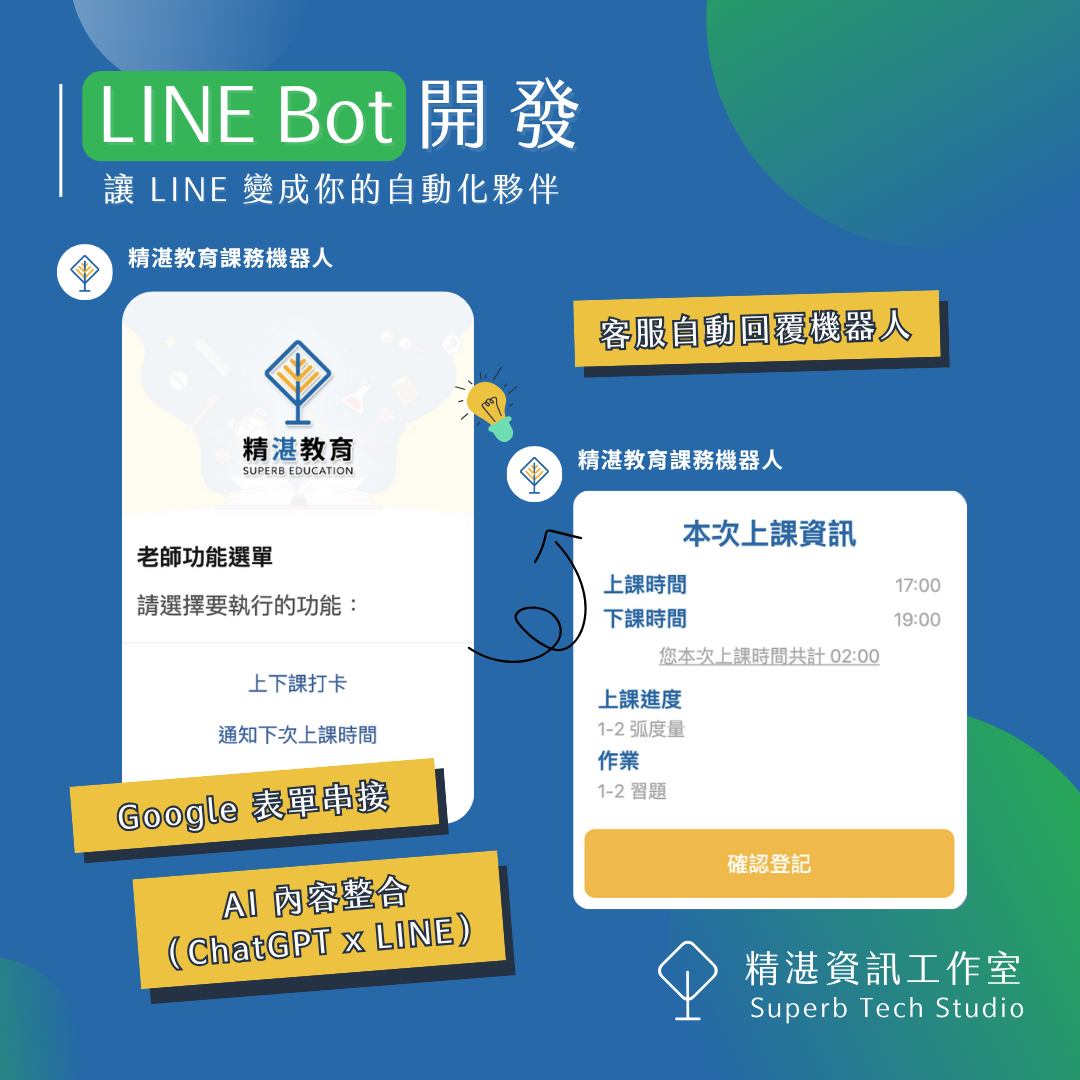 LINE Bot 開發
讓 LINE 變成你的自動化夥伴
精湛教育課務機器人
精湛教育
SUPERB EDUCATION
老師功能選單
請選擇要執行的功能：
上下課打卡
通知下次上課時間
Google 表單串接
AI 內容整合
（ChatGPT x LINE）
客服自動回覆機器人
精湛教育課務機器人
本次上課資訊
上課時間 17:00
下課時間 19:00
您本次上課時間共計 02:00
上課進度
1-2 弧度量
作業
1-2 習題
確認登記
精湛資訊工作室
Superb Tech Studio